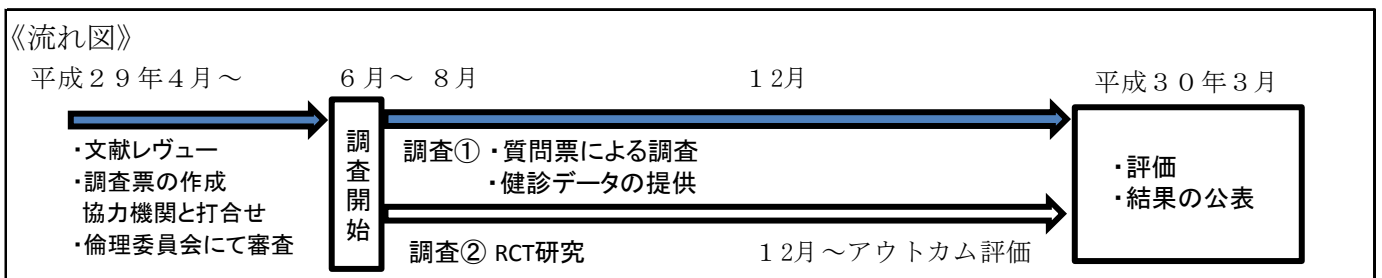 《流れ図》
平成２９年４月～ ６月～ ８月 １２月 平成３０年３月
・文献レヴュー
・調査票の作成
協力機関と打合せ
・倫理委員会にて審査
調査開始
調査① ・質問票による調査
・健診データの提供
調査② RCT研究 １２月～アウトカム評価
・評価
・結果の公表